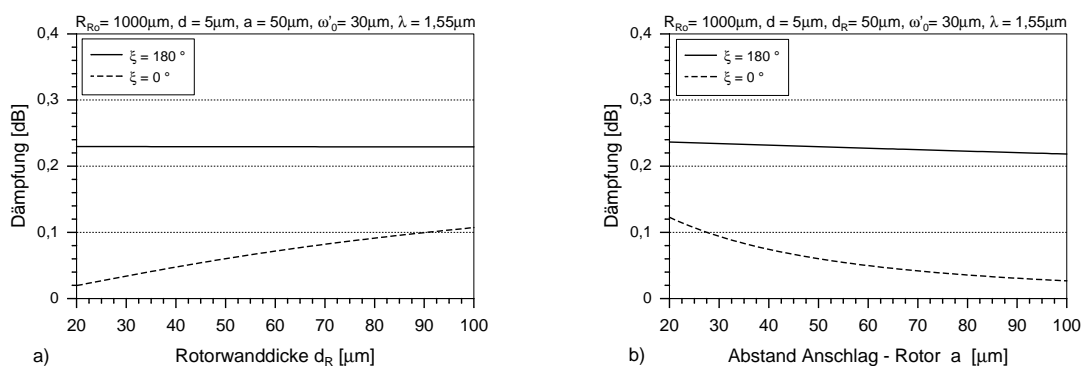 R_Ro= 1000µm, d = 5µm, a = 50µm, ω'_0= 30µm, λ = 1,55µm
0,4
ξ = 180 °
ξ = 0 °
0,3
0,2
0,1
0
Dämpfung [dB]
20 30 40 50 60 70 80 90 100
a) Rotorwanddicke d_R [µm]
R_Ro= 1000µm, d = 5µm, d_R= 50µm, ω'_0= 30µm, λ = 1,55µm
0,4
ξ = 180 °
ξ = 0 °
0,3
0,2
0,1
0
Dämpfung [dB]
20 30 40 50 60 70 80 90 100
b) Abstand Anschlag - Rotor a [µm]